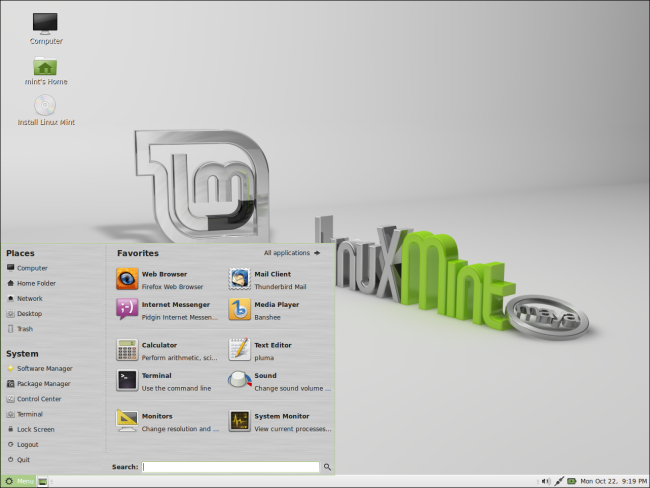 Computer
mint's Home
Install Linux Mint
LinuxMint
maya
Places
Computer
Home Folder
Network
Desktop
Trash
System
Software Manager
Package Manager
Control Center
Terminal
Lock Screen
Logout
Quit
Favorites
All applications
Web Browser
Firefox Web Browser
Mail Client
Thunderbird Mail
Internet Messenger
Pidgin Internet Messen...
Media Player
Banshee
Calculator
Perform arithmetic, sci...
Text Editor
pluma
Terminal
Use the command line
Sound
Change sound volume ...
Monitors
Change resolution and ...
System Monitor
View current processes...
Search:
Menu
Mon Oct 22, 9:19 PM